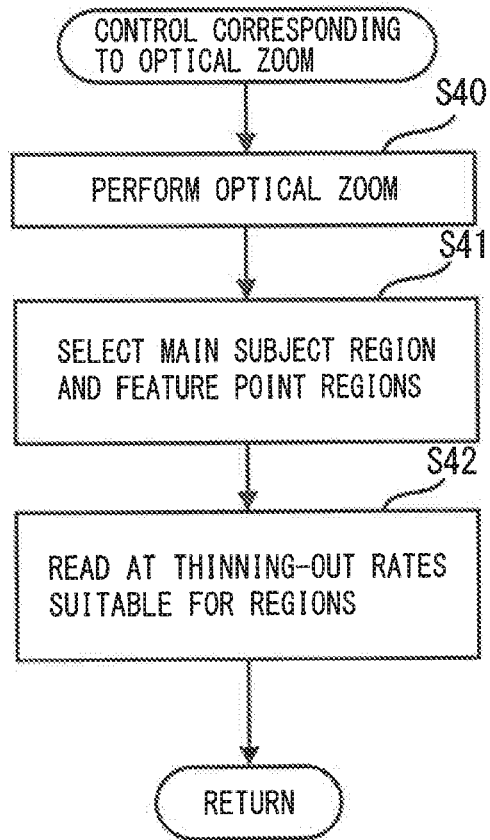 CONTROL CORRESPONDING
TO OPTICAL ZOOM
S40
PERFORM OPTICAL ZOOM
S41
SELECT MAIN SUBJECT REGION
AND FEATURE POINT REGIONS
S42
READ AT THINNING-OUT RATES
SUITABLE FOR REGIONS
RETURN